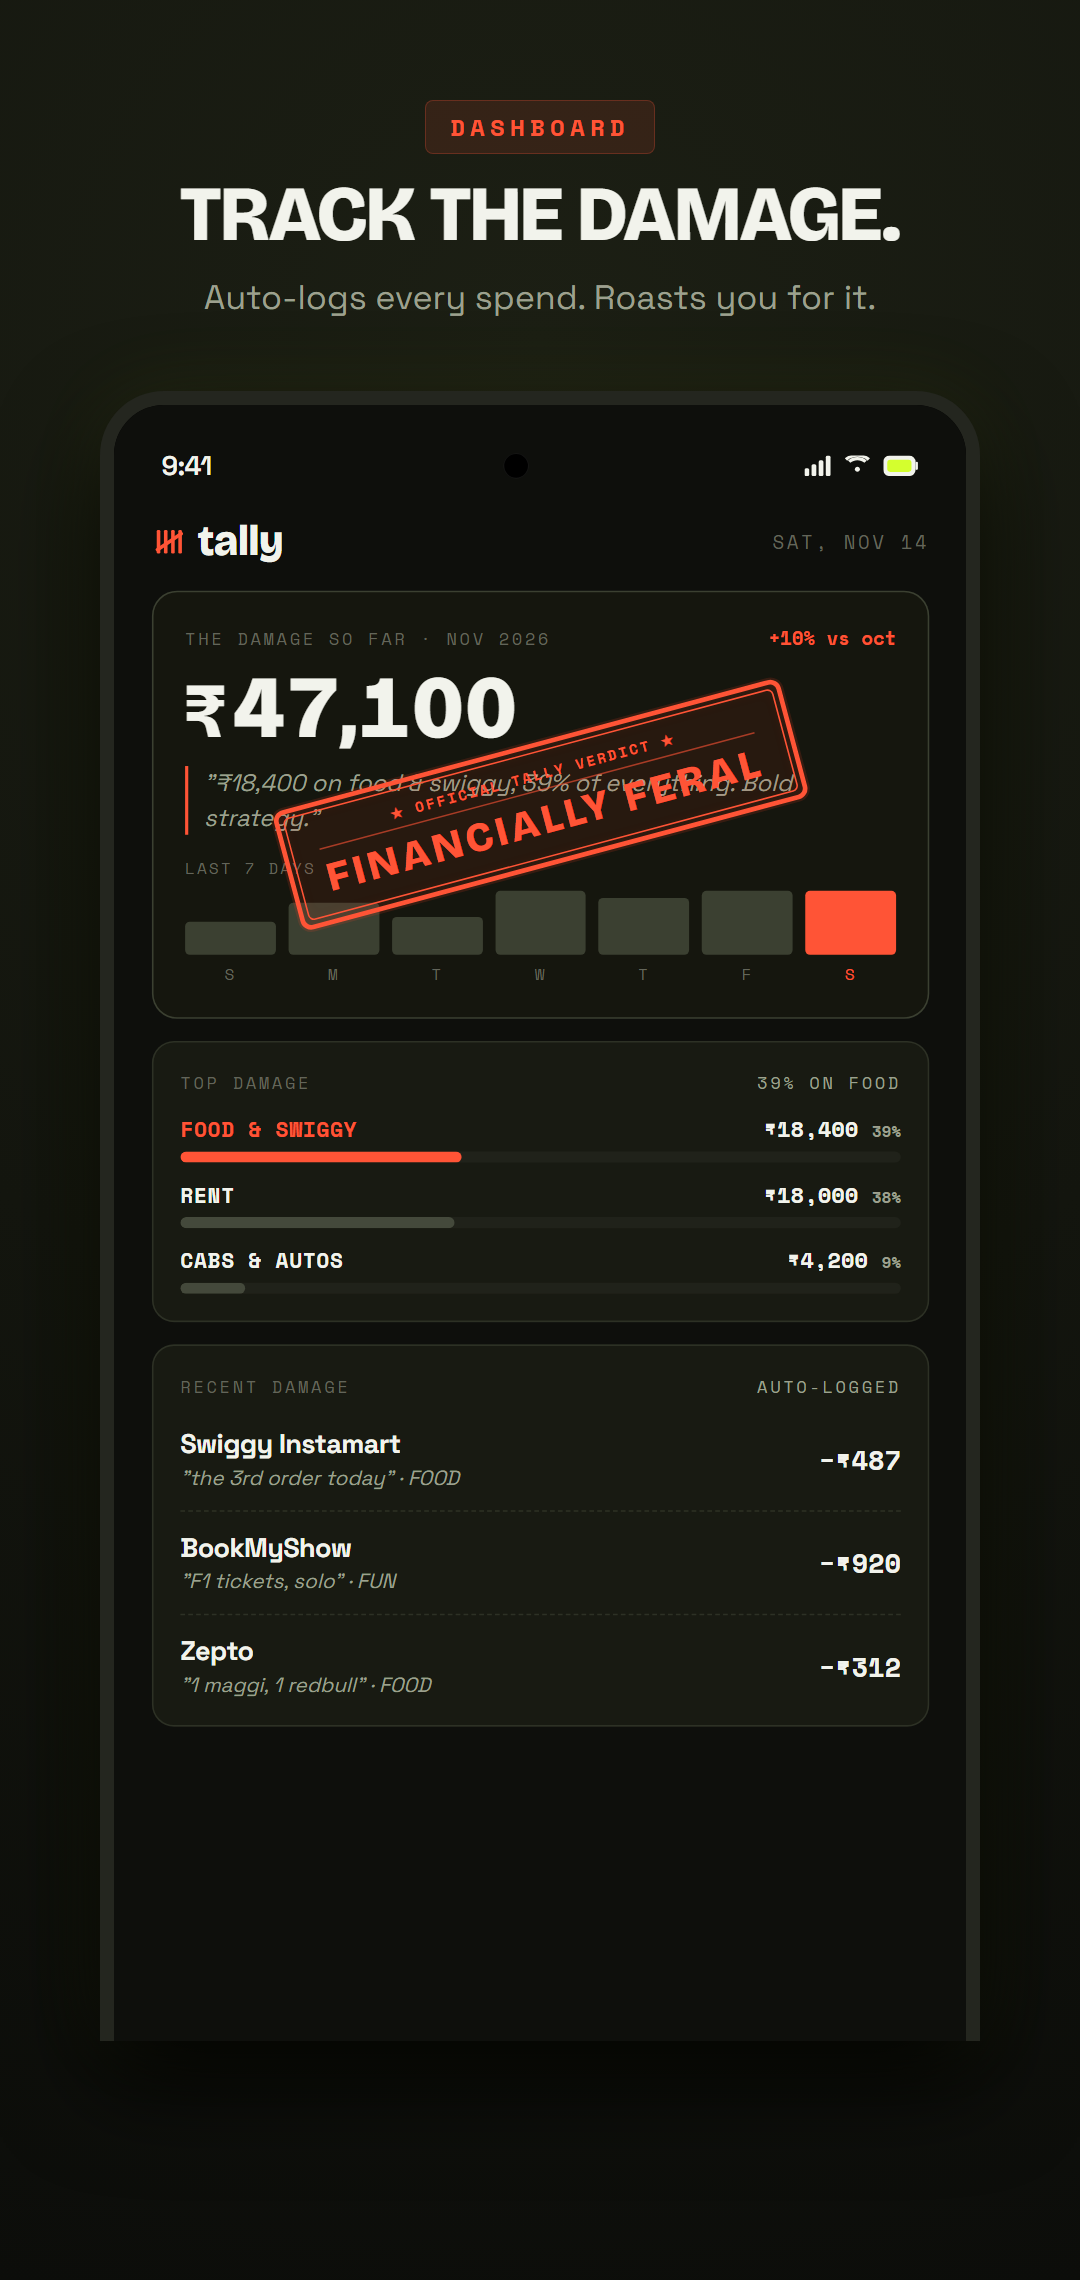 DASHBOARD
TRACK THE DAMAGE.
Auto-logs every spend. Roasts you for it.
9:41
tally
SAT, NOV 14
THE DAMAGE SO FAR · NOV 2026
+10% vs oct
₹47,100
"₹18,400 on food & swiggy, 39% of everything. Bold
strategy."
★ OFFICIAL TALLY VERDICT ★
FINANCIALLY FERAL
LAST 7 DAYS
S M T W T F S
TOP DAMAGE
39% ON FOOD
FOOD & SWIGGY
₹18,400 39%
RENT
₹18,000 38%
CABS & AUTOS
₹4,200 9%
RECENT DAMAGE
AUTO-LOGGED
Swiggy Instamart
"the 3rd order today" · FOOD
−₹487
BookMyShow
"F1 tickets, solo" · FUN
−₹920
Zepto
"1 maggi, 1 redbull" · FOOD
−₹312